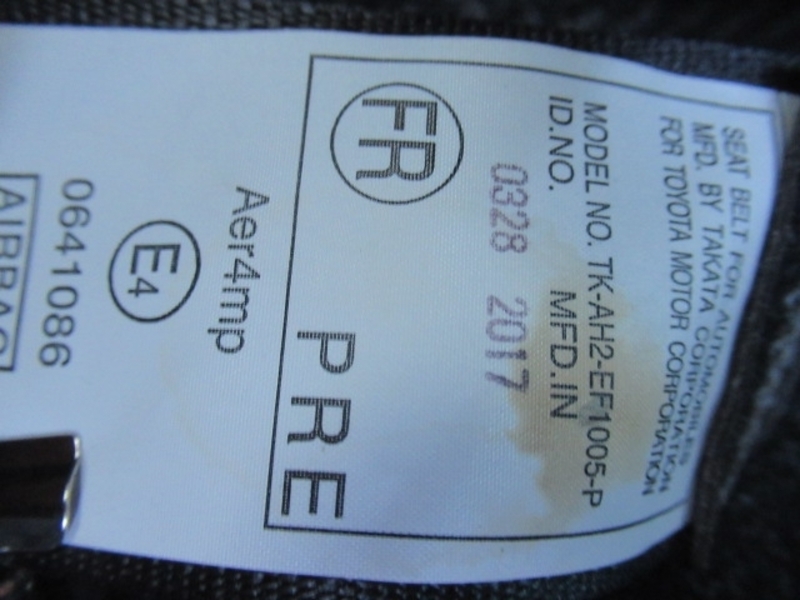 SEAT BELT FOR AUTOMOBILES
MFD. BY TAKATA CORPORATION
FOR TOYOTA MOTOR CORPORATION
MODEL NO. TK-AH2-EF1005-P
ID.NO. MFD.IN
0328 2017
FR
PRE
Aer4mp
E4
0641086
AIRBAG